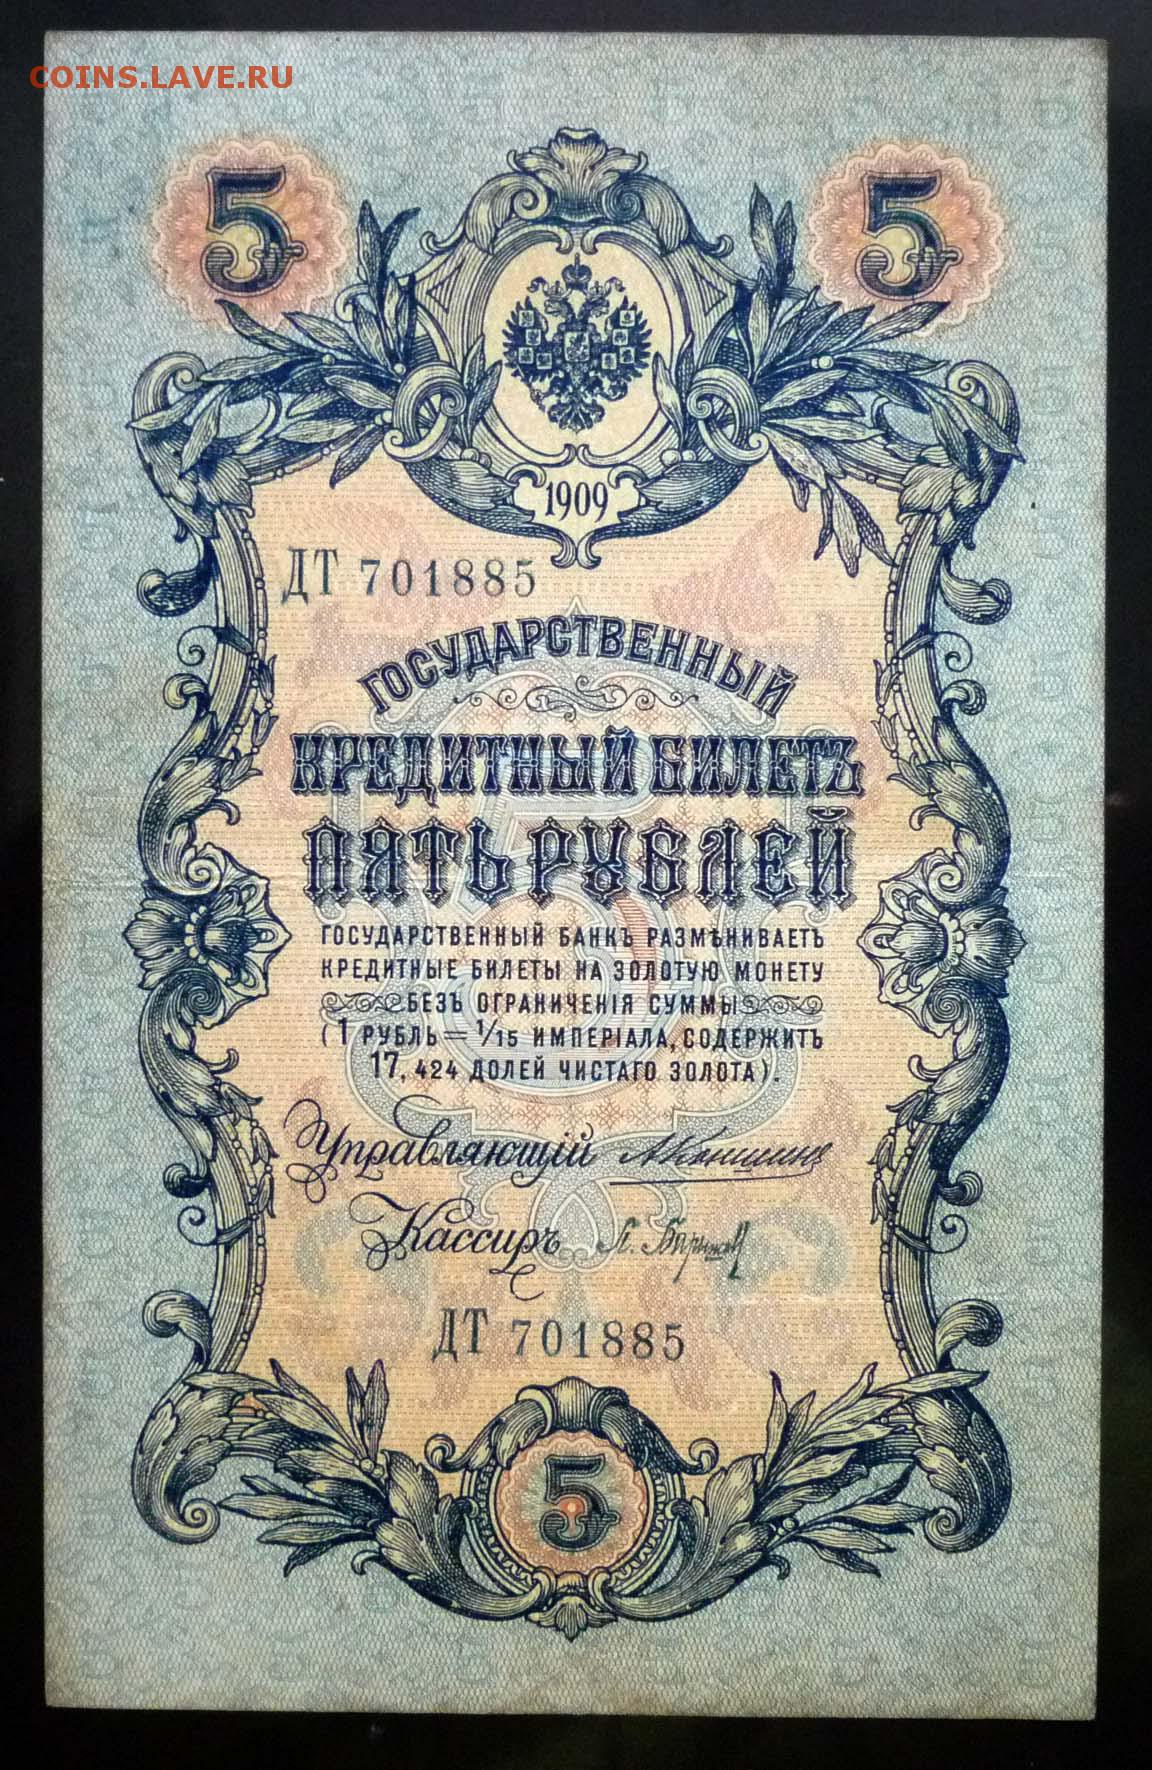 COINS.LAVE.RU
5 5
1909
ДТ 701885
ГОСУДАРСТВЕННЫЙ
КРЕДИТНЫЙ БИЛЕТЪ
ПЯТЬ РУБЛЕЙ
ГОСУДАРСТВЕННЫЙ БАНКЪ РАЗМѢНИВАЕТЪ
КРЕДИТНЫЕ БИЛЕТЫ НА ЗОЛОТУЮ МОНЕТУ
БЕЗЪ ОГРАНИЧЕНІЯ СУММЫ
(1 РУБЛЬ = 1/15 ИМПЕРІАЛА, СОДЕРЖИТЪ
17,424 ДОЛЕЙ ЧИСТАГО ЗОЛОТА).
Управляющій
Кассиръ
ДТ 701885
5